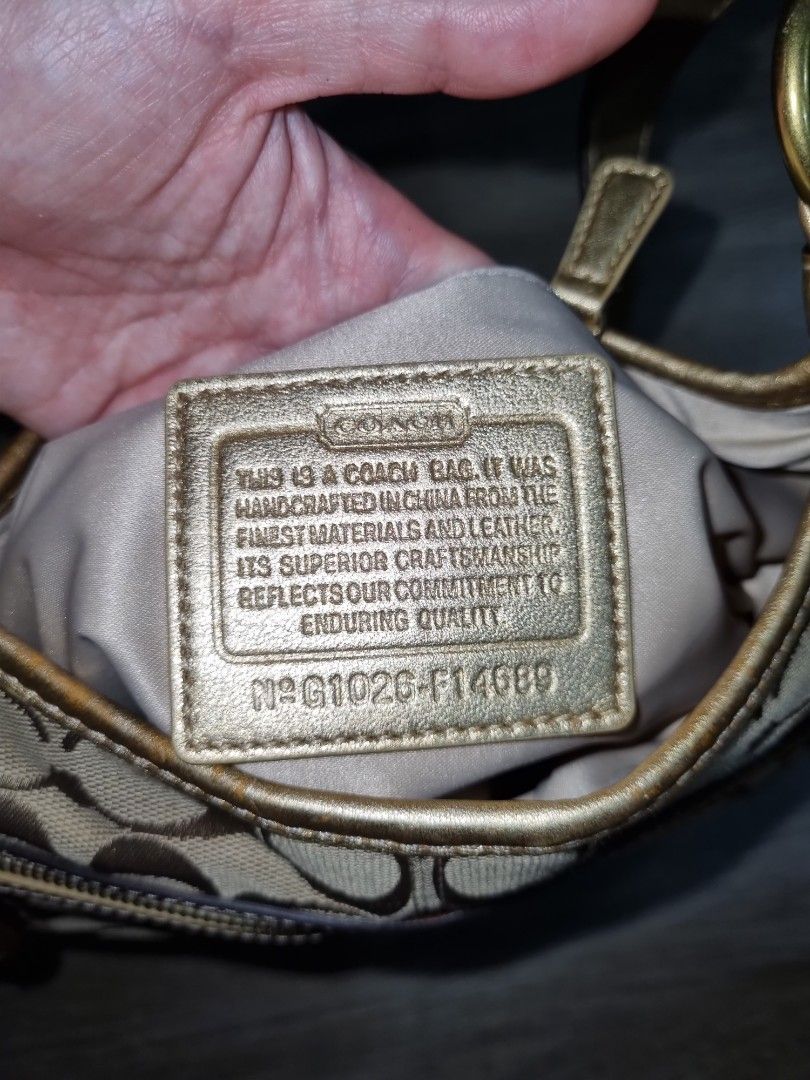 COACH
THIS IS A COACH BAG. IT WAS
HANDCRAFTED IN CHINA FROM THE
FINEST MATERIALS AND LEATHER.
ITS SUPERIOR CRAFTSMANSHIP
REFLECTS OUR COMMITMENT TO
ENDURING QUALITY.
Nº G1026-F14689